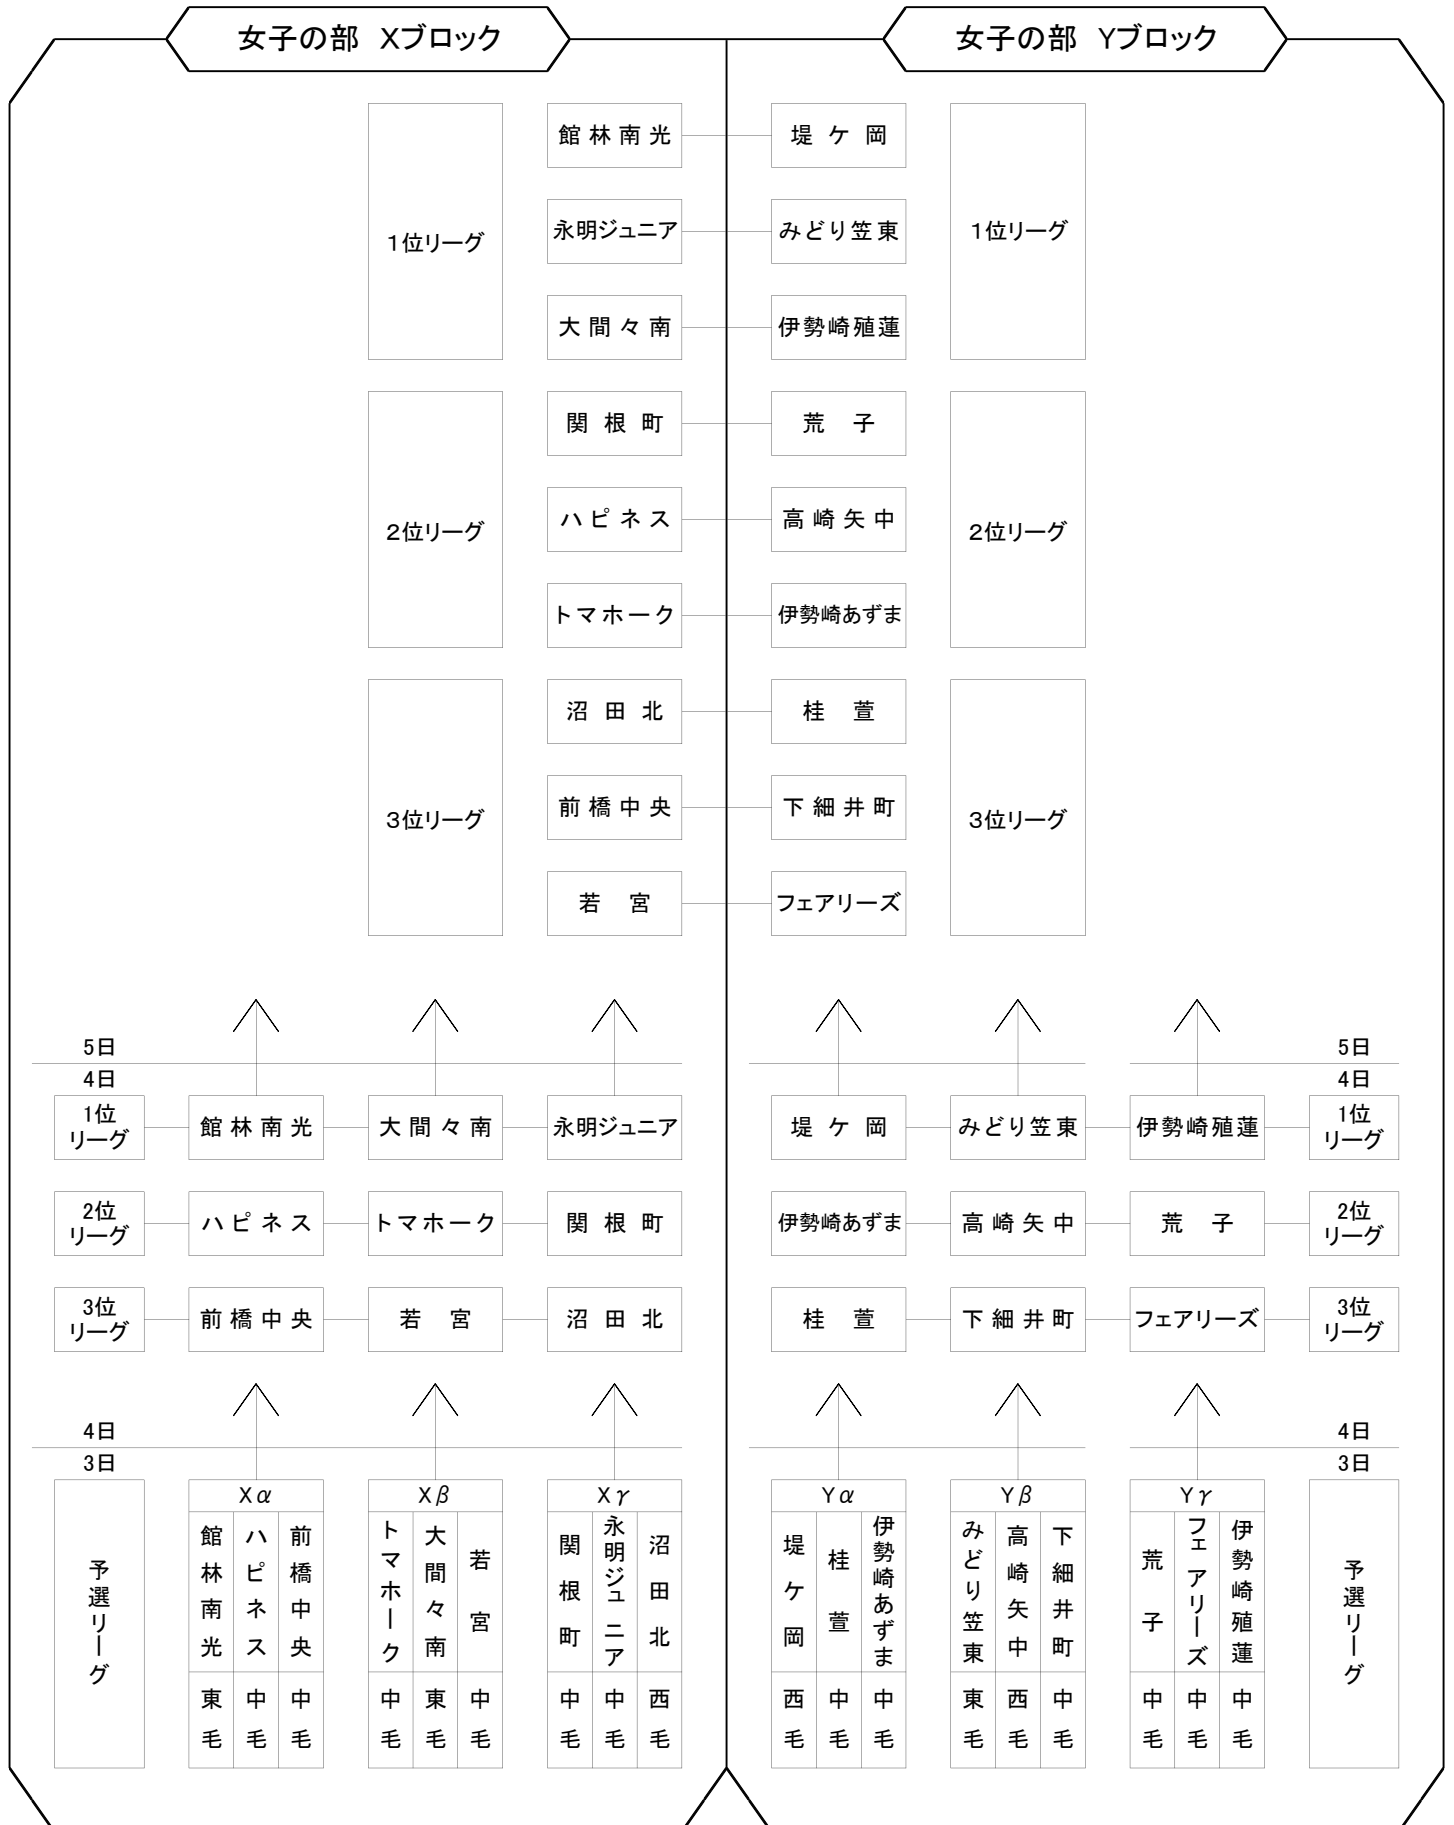 女子の部 Xブロック
女子の部 Yブロック
館林南光
堤ケ岡
永明ジュニア
みどり笠東
1位リーグ
1位リーグ
大間々南
伊勢崎殖蓮
関根町
荒子
ハピネス
高崎矢中
2位リーグ
2位リーグ
トマホーク
伊勢崎あずま
沼田北
桂萱
前橋中央
下細井町
3位リーグ
3位リーグ
若宮
フェアリーズ
5日
5日
4日
4日
1位
リーグ
館林南光
大間々南
永明ジュニア
堤ケ岡
みどり笠東
伊勢崎殖蓮
1位
リーグ
2位
リーグ
ハピネス
トマホーク
関根町
伊勢崎あずま
高崎矢中
荒子
2位
リーグ
3位
リーグ
前橋中央
若宮
沼田北
桂萱
下細井町
フェアリーズ
3位
リーグ
4日
4日
3日
3日
予選リーグ
Xα
館林南光
ハピネス
前橋中央
東毛
中毛
中毛
Xβ
トマホーク
大間々南
若宮
中毛
東毛
中毛
Xγ
関根町
永明ジュニア
沼田北
中毛
中毛
西毛
Yα
堤ケ岡
桂萱
伊勢崎あずま
西毛
中毛
中毛
Yβ
みどり笠東
高崎矢中
下細井町
東毛
西毛
中毛
Yγ
荒子
フェアリーズ
伊勢崎殖蓮
中毛
中毛
中毛
予選リーグ